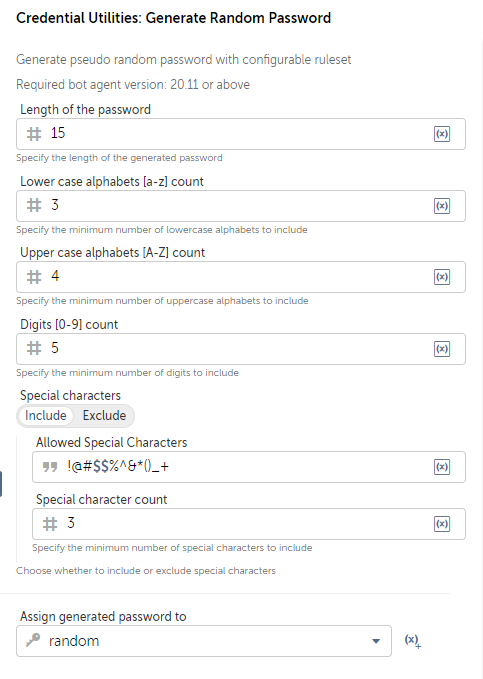 Credential Utilities: Generate Random Password
Generate pseudo random password with configurable ruleset
Required bot agent version: 20.11 or above
Length of the password
# 15 (x)
Specify the length of the generated password
Lower case alphabets [a-z] count
# 3 (x)
Specify the minimum number of lowercase alphabets to include
Upper case alphabets [A-Z] count
# 4 (x)
Specify the minimum number of uppercase alphabets to include
Digits [0-9] count
# 5 (x)
Specify the minimum number of digits to include
Special characters
Include Exclude
Allowed Special Characters
!@#$$%^&*()_+ (x)
Special character count
# 3 (x)
Specify the minimum number of special characters to include
Choose whether to include or exclude special characters
Assign generated password to
random (x)+